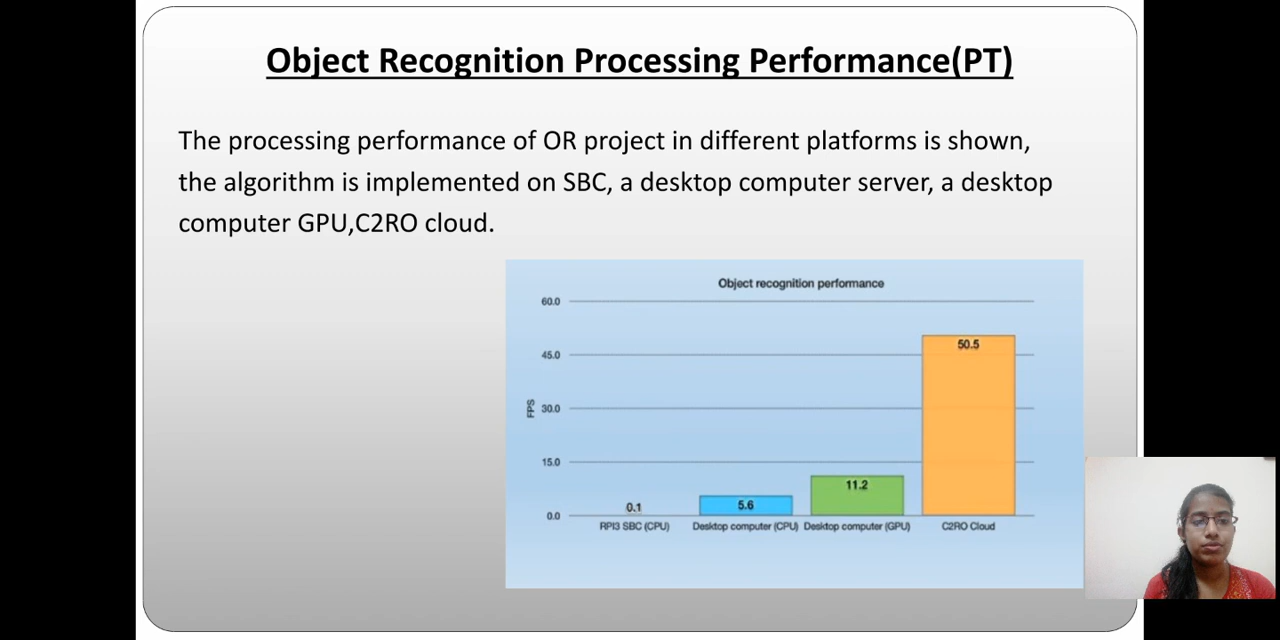 Object Recognition Processing Performance(PT)
The processing performance of OR project in different platforms is shown,
the algorithm is implemented on SBC, a desktop computer server, a desktop
computer GPU,C2RO cloud.
Object recognition performance
60.0
45.0
30.0
15.0
0.0
FPS
0.1
5.6
11.2
50.5
RPI3 SBC (CPU)
Desktop computer (CPU)
Desktop computer (GPU)
C2RO Cloud